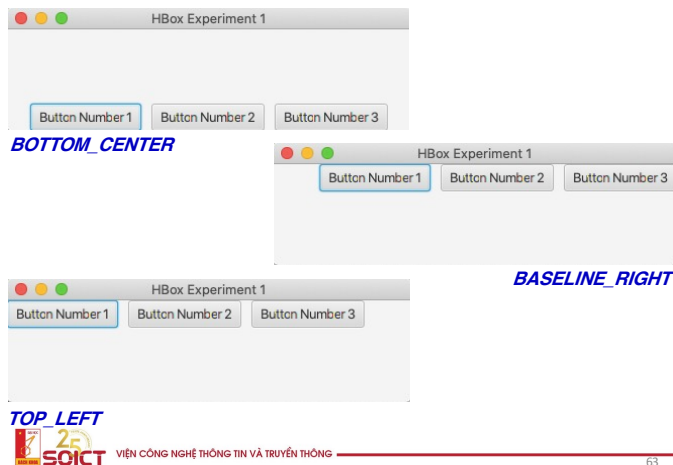 HBox Experiment 1
Button Number 1 Button Number 2 Button Number 3
BOTTOM_CENTER
HBox Experiment 1
Button Number 1 Button Number 2 Button Number 3
BASELINE_RIGHT
HBox Experiment 1
Button Number 1 Button Number 2 Button Number 3
TOP_LEFT
25
SOICT VIỆN CÔNG NGHỆ THÔNG TIN VÀ TRUYỀN THÔNG
63